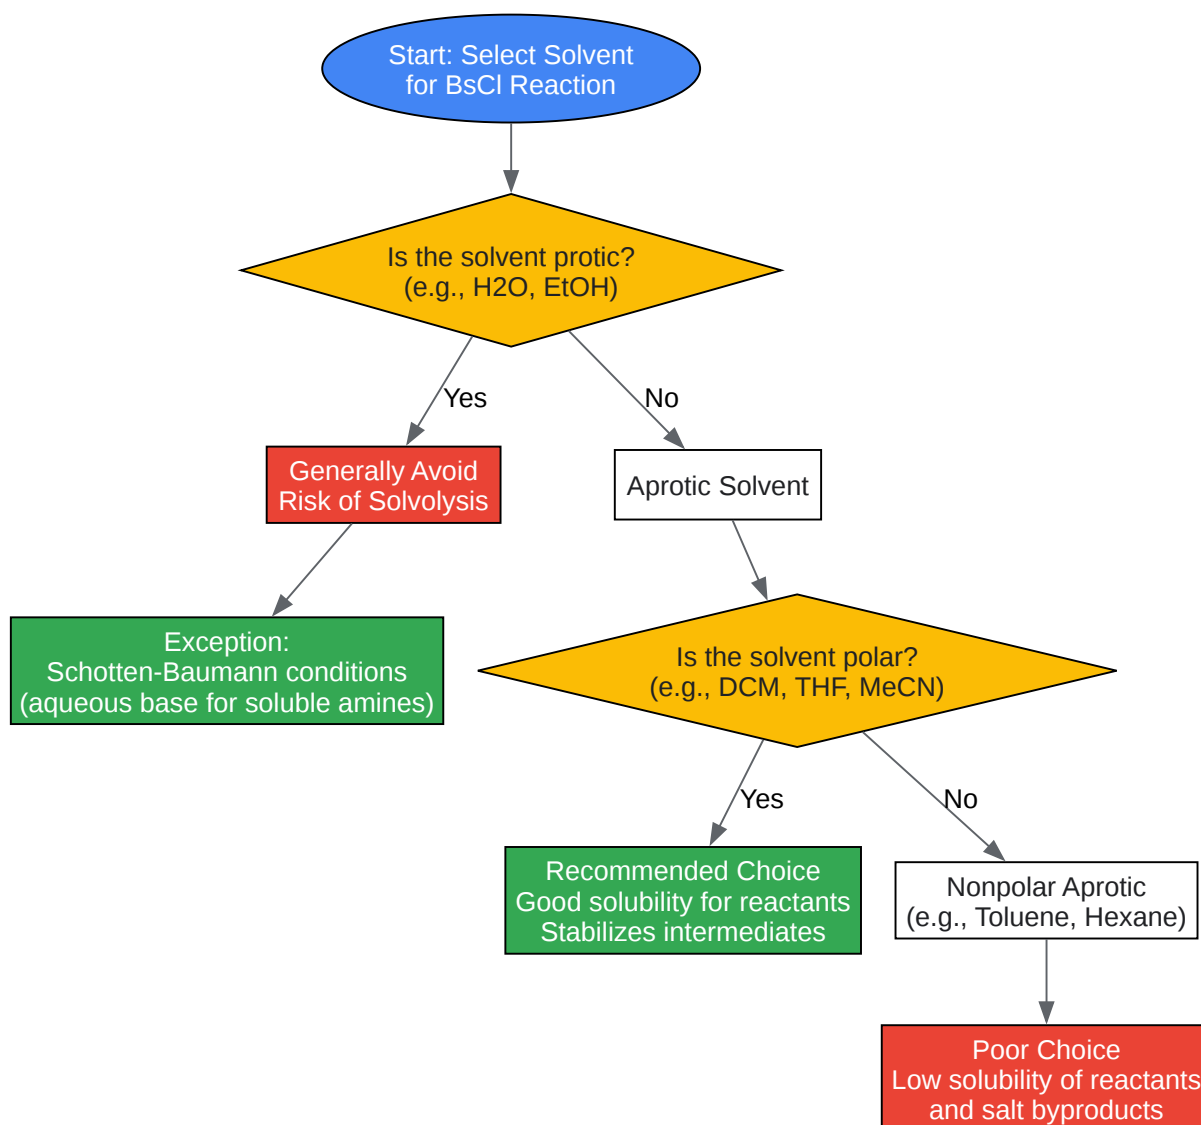 Start: Select Solvent
for BsCl Reaction
Is the solvent protic?
(e.g., H2O, EtOH)
Yes
No
Generally Avoid
Risk of Solvolysis
Aprotic Solvent
Exception:
Schotten-Baumann conditions
(aqueous base for soluble amines)
Is the solvent polar?
(e.g., DCM, THF, MeCN)
Yes
No
Recommended Choice
Good solubility for reactants
Stabilizes intermediates
Nonpolar Aprotic
(e.g., Toluene, Hexane)
Poor Choice
Low solubility of reactants
and salt byproducts